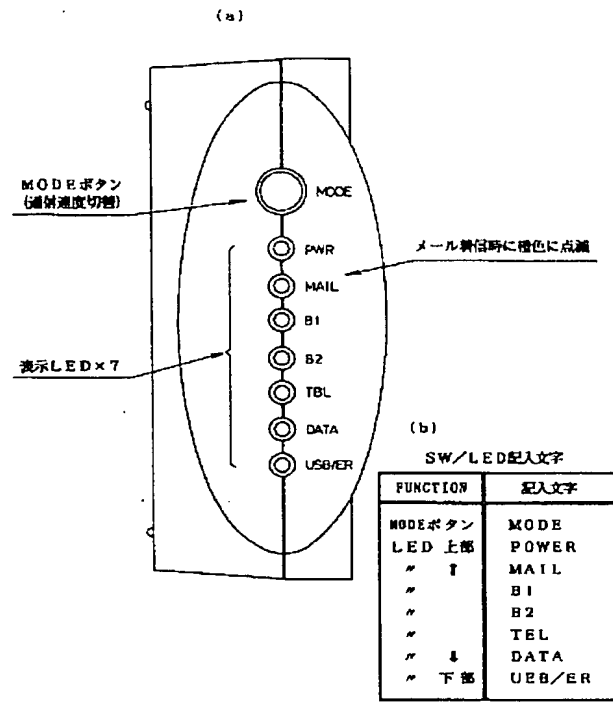 (a)
MODEボタン
(通信速度切替)
MODE
PWR
メール着信時に橙色に点滅
MAIL
B1
B2
表示LED×7
TBL
DATA
USB/ER
(b)
SW/LED記入文字
FUNCTION 記入文字
MODEボタン MODE
LED 上部 POWER
〃 ⬆ MAIL
〃 B1
〃 B2
〃 TEL
〃 ⬇ DATA
〃 下部 UEB/ER